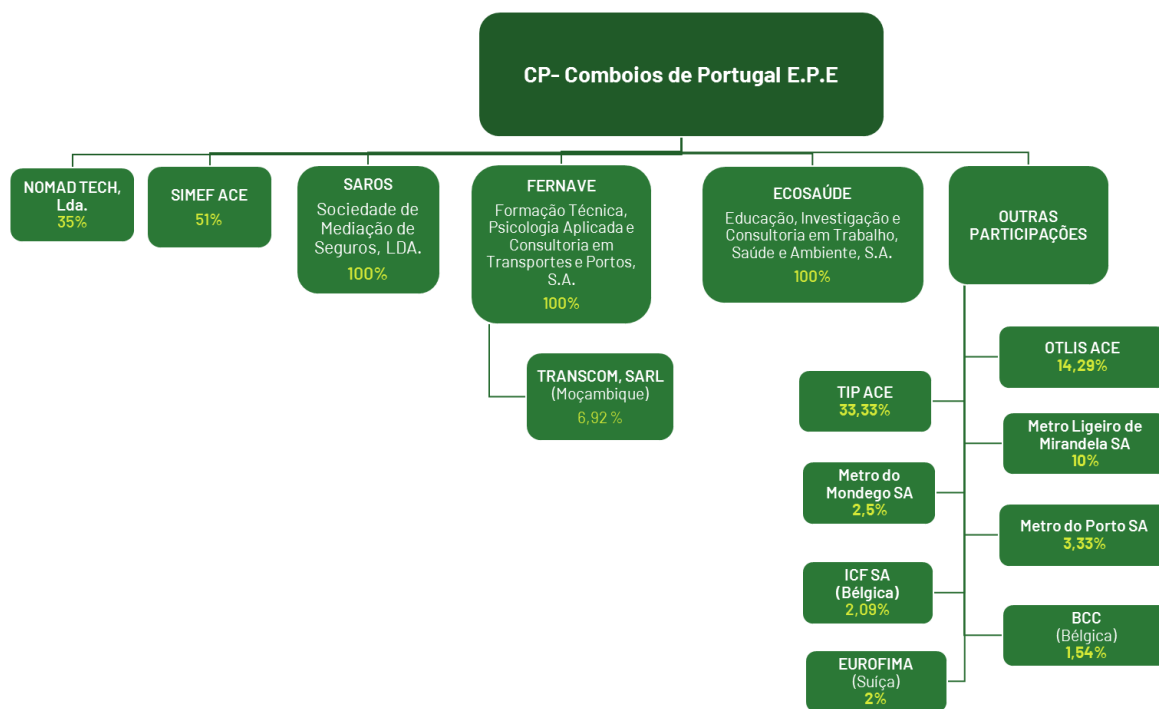 CP- Comboios de Portugal E.P.E
NOMAD TECH,
Lda.
35%
SIMEF ACE
51%
SAROS
Sociedade de
Mediação de
Seguros, LDA.
100%
FERNAVE
Formação Técnica,
Psicologia Aplicada e
Consultoria em
Transportes e Portos,
S.A.
100%
ECOSAÚDE
Educação, Investigação e
Consultoria em Trabalho,
Saúde e Ambiente, S.A.
100%
OUTRAS
PARTICIPAÇÕES
TRANSCOM, SARL
(Moçambique)
6,92 %
OTLIS ACE
14,29%
TIP ACE
33,33%
Metro Ligeiro de
Mirandela SA
10%
Metro do
Mondego SA
2,5%
Metro do Porto SA
3,33%
ICF SA
(Bélgica)
2,09%
BCC
(Bélgica)
1,54%
EUROFIMA
(Suíça)
2%